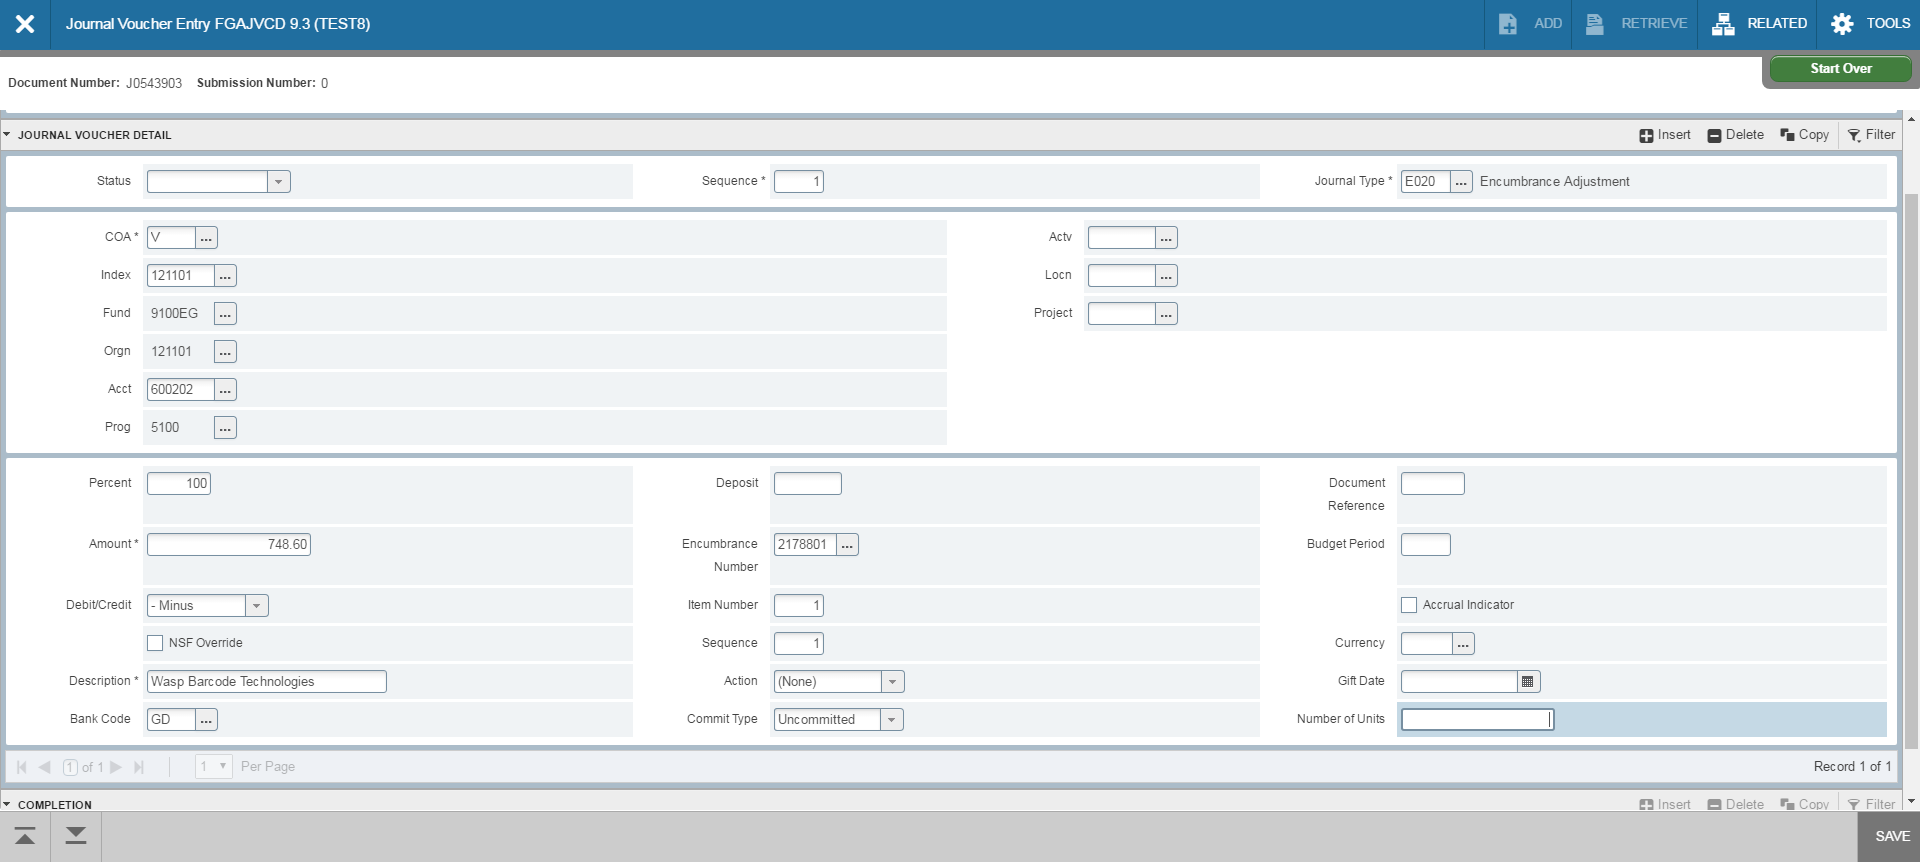 Journal Voucher Entry FGAJVCD 9.3 (TEST8)
ADD
RETRIEVE
RELATED
TOOLS
Document Number: J0543903 Submission Number: 0
Start Over
JOURNAL VOUCHER DETAIL
Insert Delete Copy Filter
Status
Sequence * 1
Journal Type * E020 ... Encumbrance Adjustment
COA * V ...
Actv ...
Index 121101 ...
Locn ...
Fund 9100EG ...
Project ...
Orgn 121101 ...
Acct 600202 ...
Prog 5100 ...
Percent 100
Deposit
Document
Reference
Amount * 748.60
Encumbrance 2178801 ...
Number
Budget Period
Debit/Credit - Minus
Item Number 1
Accrual Indicator
NSF Override
Sequence 1
Currency ...
Description * Wasp Barcode Technologies
Action (None)
Gift Date
Bank Code GD ...
Commit Type Uncommitted
Number of Units
1 of 1
1 Per Page
Record 1 of 1
COMPLETION
Insert Delete Copy Filter
SAVE